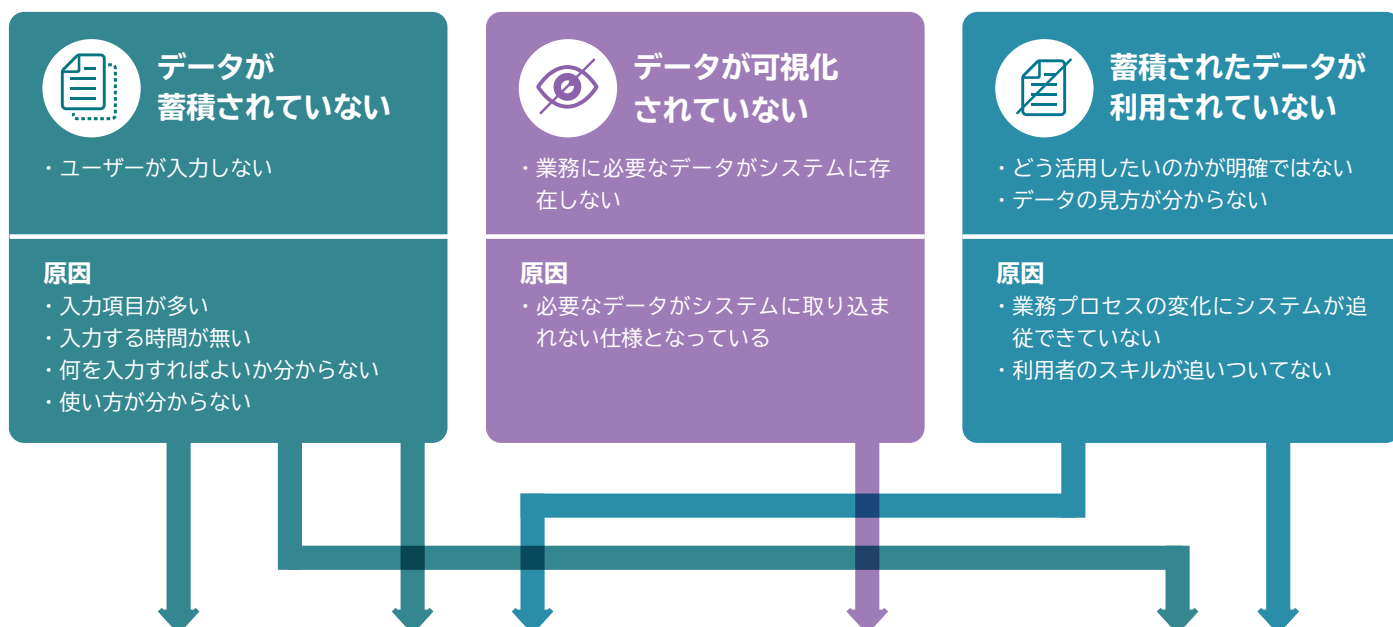 データが
蓄積されていない
・ユーザーが入力しない
原因
・入力項目が多い
・入力する時間が無い
・何を入力すればよいか分からない
・使い方が分からない
データが可視化
されていない
・業務に必要なデータがシステムに存
在しない
原因
・必要なデータがシステムに取り込ま
れない仕様となっている
蓄積されたデータが
利用されていない
・どう活用したいのかが明確ではない
・データの見方が分からない
原因
・業務プロセスの変化にシステムが追
従できていない
・利用者のスキルが追いついてない